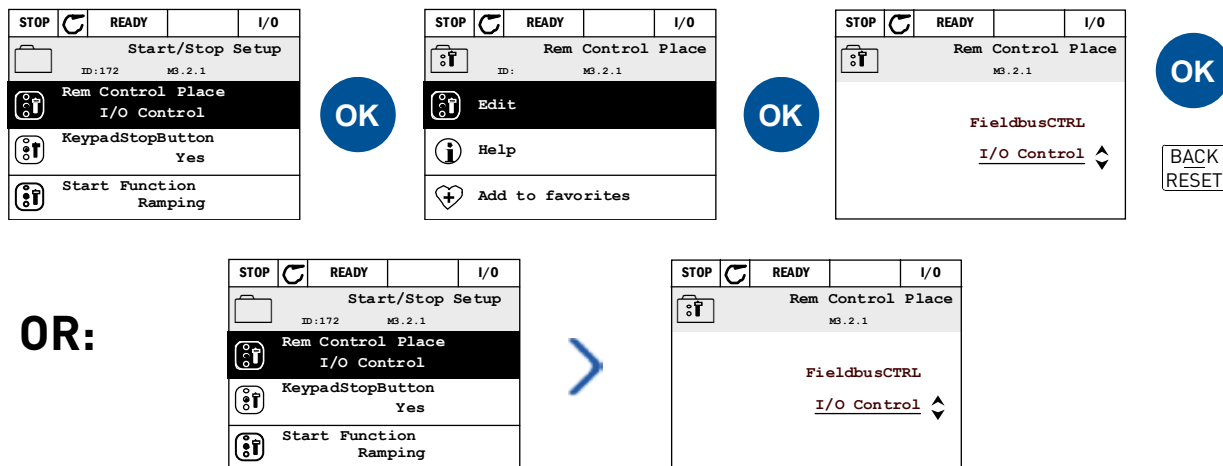 STOP READY I/O
Start/Stop Setup
ID:172 M3.2.1
Rem Control Place
I/O Control
KeypadStopButton
Yes
Start Function
Ramping
OK
STOP READY I/O
Rem Control Place
ID: M3.2.1
Edit
Help
Add to favorites
OK
STOP READY I/O
Rem Control Place
M3.2.1
FieldbusCTRL
I/O Control
OK
BACK
RESET
OR:
STOP READY I/O
Start/Stop Setup
ID:172 M3.2.1
Rem Control Place
I/O Control
KeypadStopButton
Yes
Start Function
Ramping
STOP READY I/O
Rem Control Place
M3.2.1
FieldbusCTRL
I/O Control